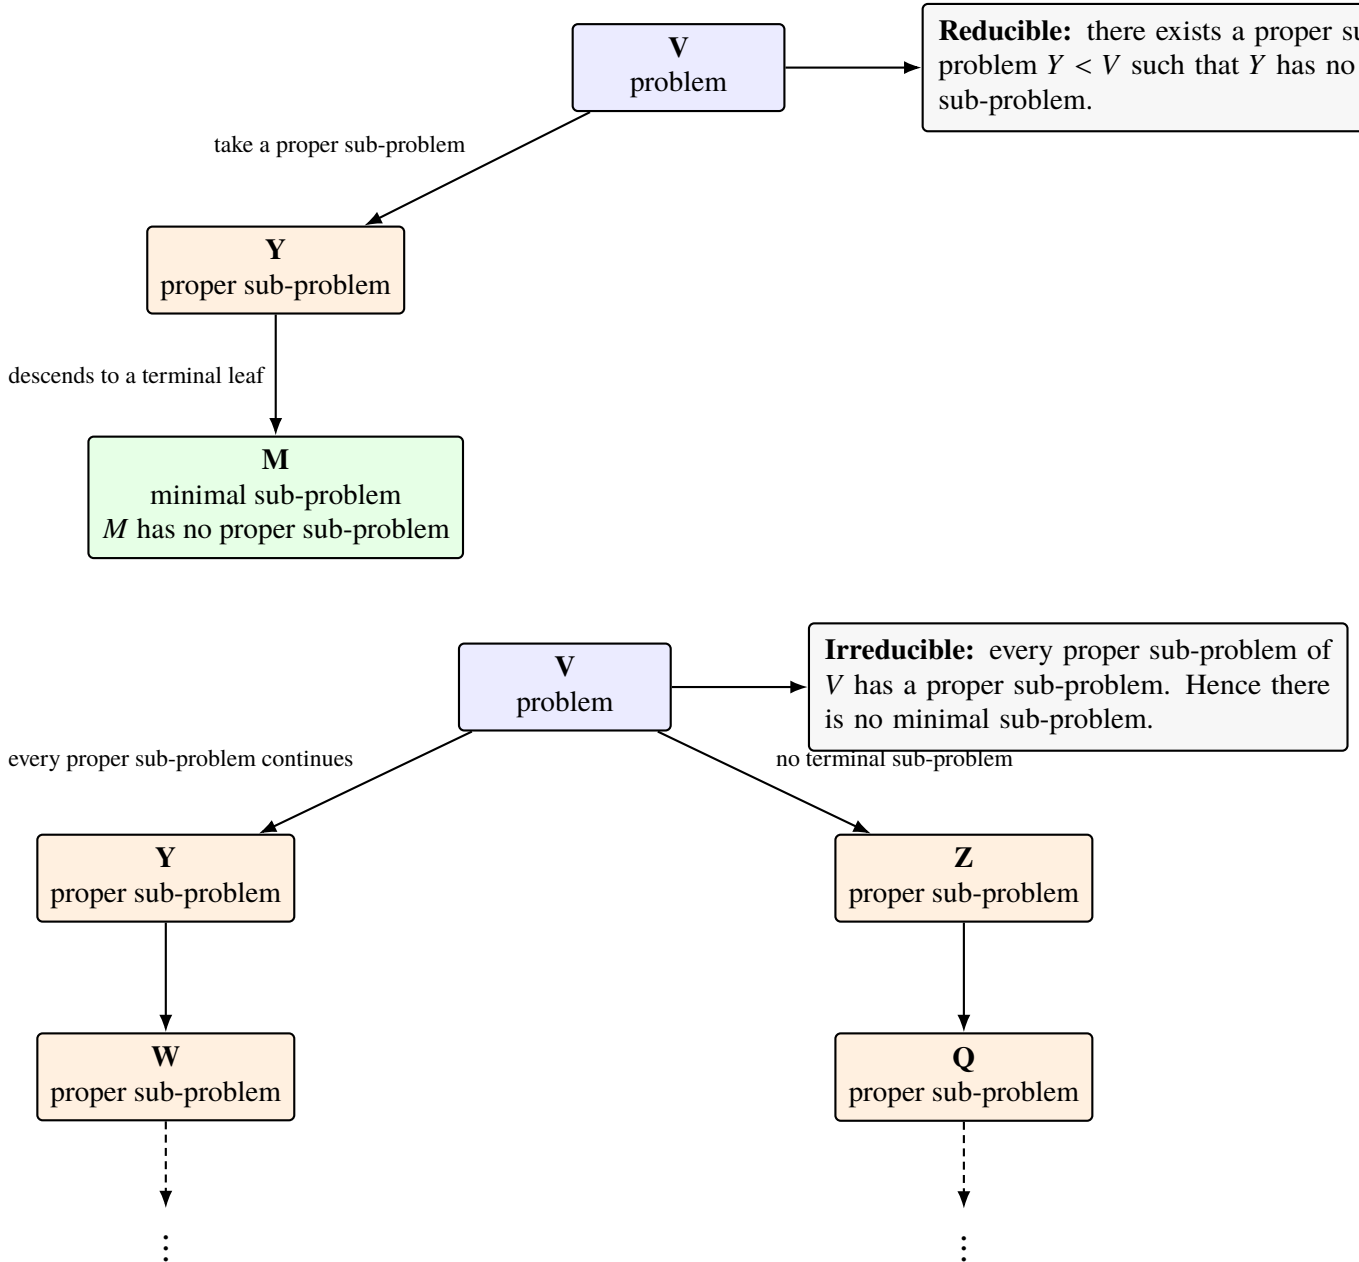 V
problem
Reducible: there exists a proper su
problem Y < V such that Y has no
sub-problem.
take a proper sub-problem
Y
proper sub-problem
descends to a terminal leaf
M
minimal sub-problem
M has no proper sub-problem
V
problem
Irreducible: every proper sub-problem of
V has a proper sub-problem. Hence there
is no minimal sub-problem.
every proper sub-problem continues
no terminal sub-problem
Y
proper sub-problem
Z
proper sub-problem
W
proper sub-problem
Q
proper sub-problem
⋮
⋮